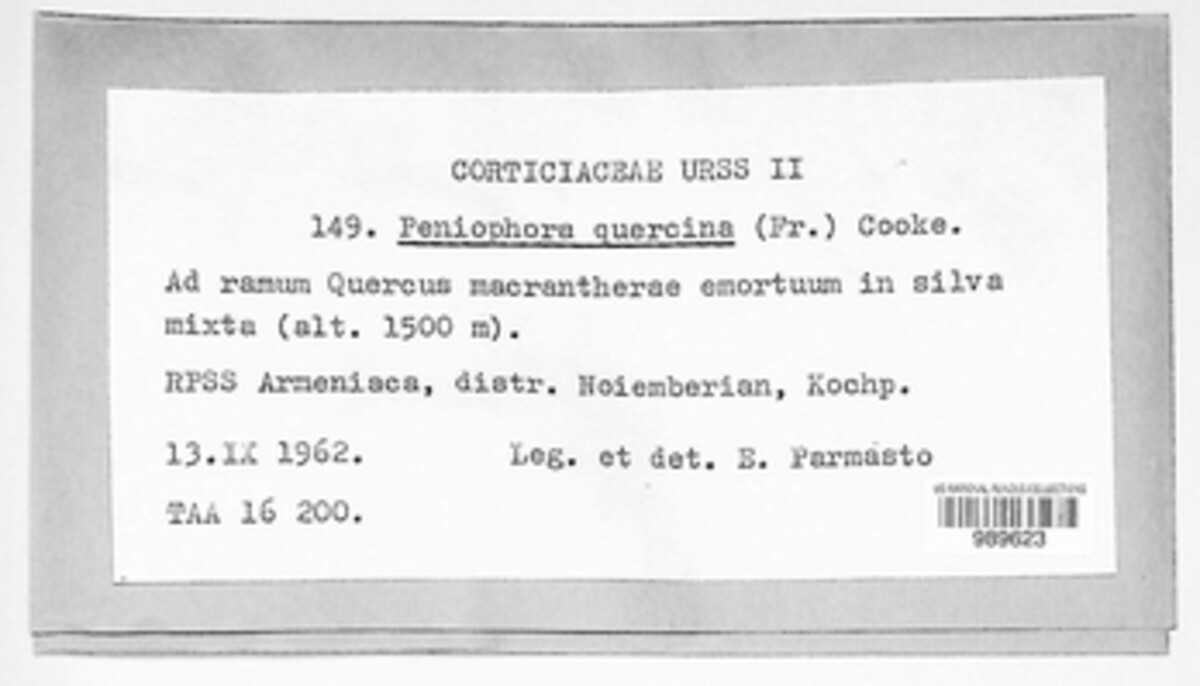 CORTICIACEAE URSS II
149. Peniophora quercina (Fr.) Cooke.
Ad ramum Quercus macrantherae emortuum in silva
mixta (alt. 1500 m).
RPSS Armeniaca, distr. Noiemberian, Kochp.
13.IX 1962. Leg. et det. E. Parmasto
TAA 16 200.
989623